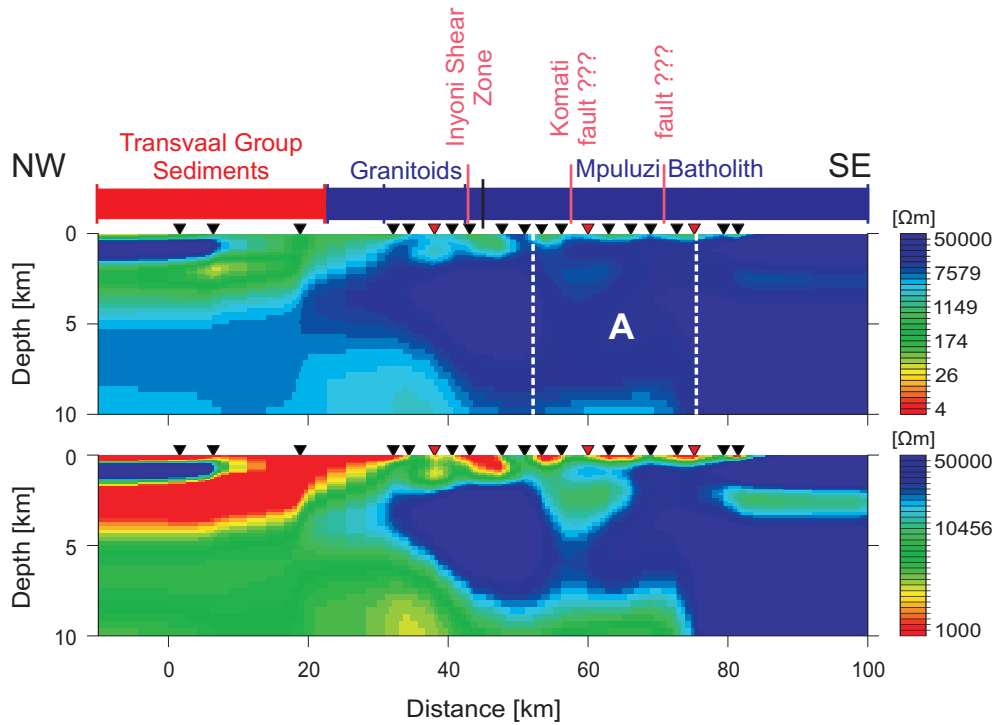 Inyoni Shear
Zone
Komati
fault ???
fault ???
NW
Transvaal Group
Sediments
Granitoids
Mpuluzi Batholith
SE
[Ωm]
0
5
10
Depth [km]
A
50000
7579
1149
174
26
4
[Ωm]
0
5
10
Depth [km]
50000
10456
1000
0
20
40
60
80
100
Distance [km]